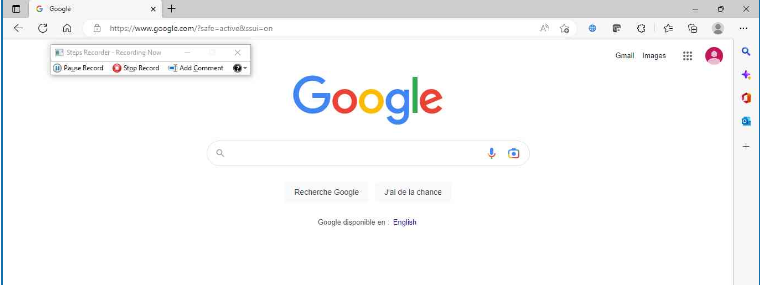 Google
https://www.google.com/?safe=active&ssui=on
Steps Recorder - Recording Now
Pause Record Stop Record Add Comment
Gmail Images
Google
Recherche Google J'ai de la chance
Google disponible en : English